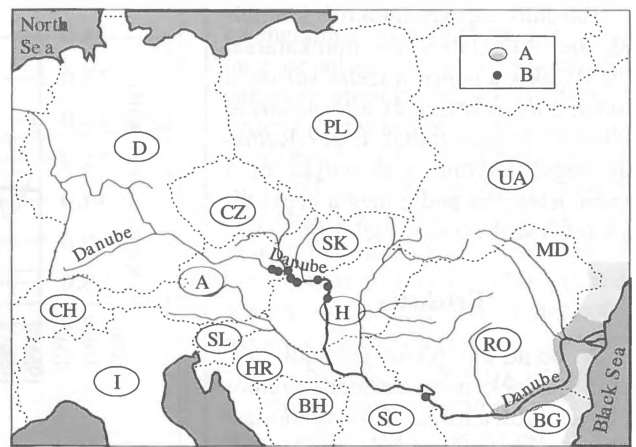 North
Sea
A
B
PL
D
UA
CZ
SK
MD
Danube
Danube
A
CH
H
SL
RO
HR
I
BH
SC
Danube
BG
Black Sea